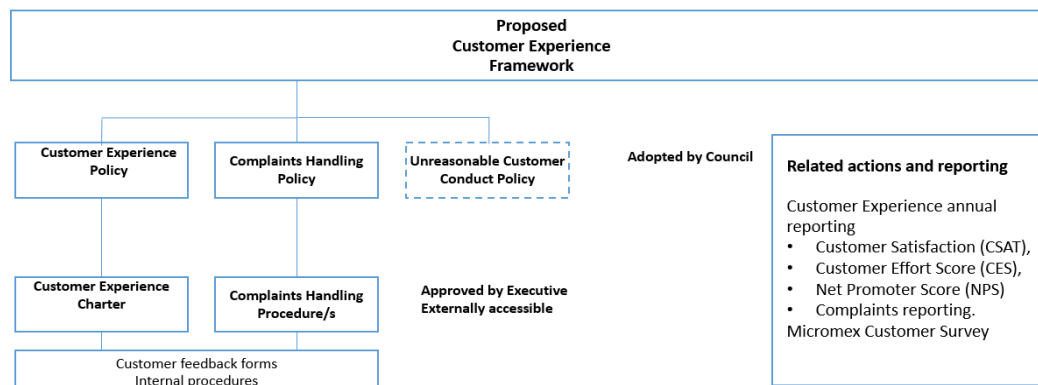 Proposed
Customer Experience
Framework
Customer Experience
Policy
Complaints Handling
Policy
Unreasonable Customer
Conduct Policy
Adopted by Council
Customer Experience
Charter
Complaints Handling
Procedure/s
Approved by Executive
Externally accessible
Customer feedback forms
Internal procedures
Related actions and reporting
Customer Experience annual
reporting
• Customer Satisfaction (CSAT),
• Customer Effort Score (CES),
• Net Promoter Score (NPS)
• Complaints reporting.
Micromex Customer Survey